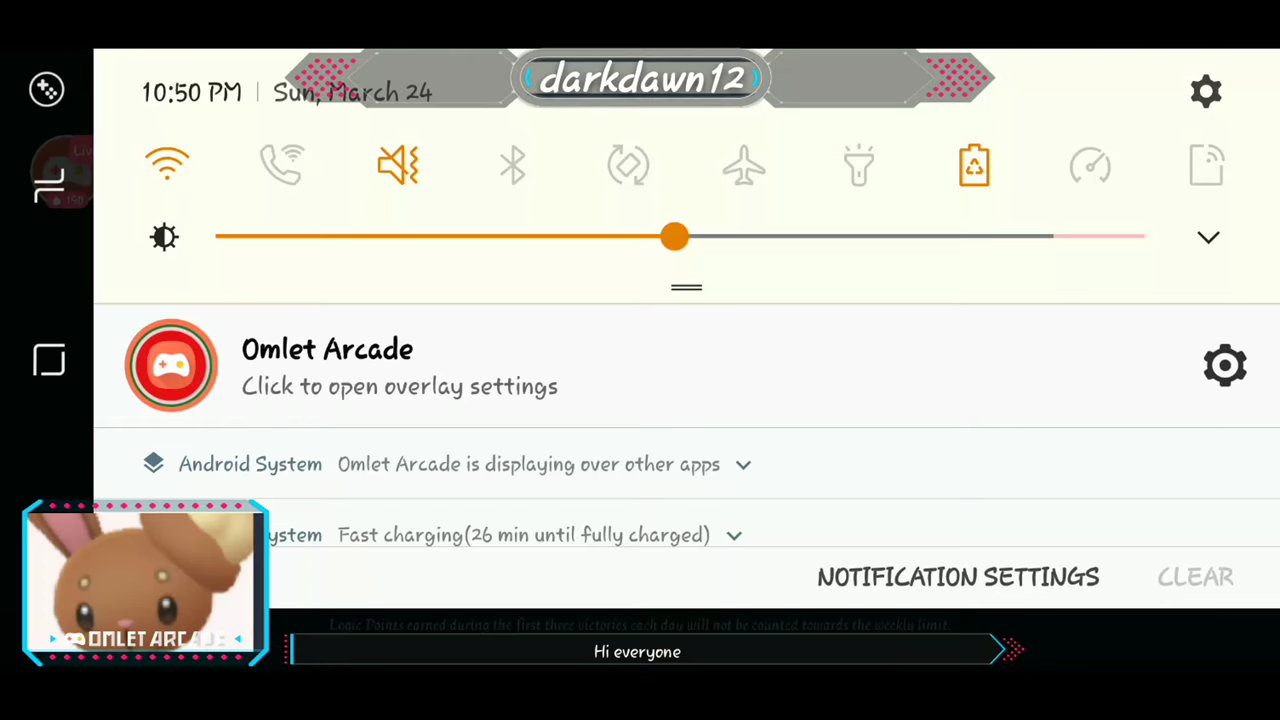 darkdawn12
10:50 PM | Sun, March 24
Live
150
Omlet Arcade
Click to open overlay settings
Android System Omlet Arcade is displaying over other apps
ystem Fast charging(26 min until fully charged)
NOTIFICATION SETTINGS CLEAR
Logic Points earned during the first three victories each day will not be counted towards the weekly limit.
OMLET ARCADE
Hi everyone